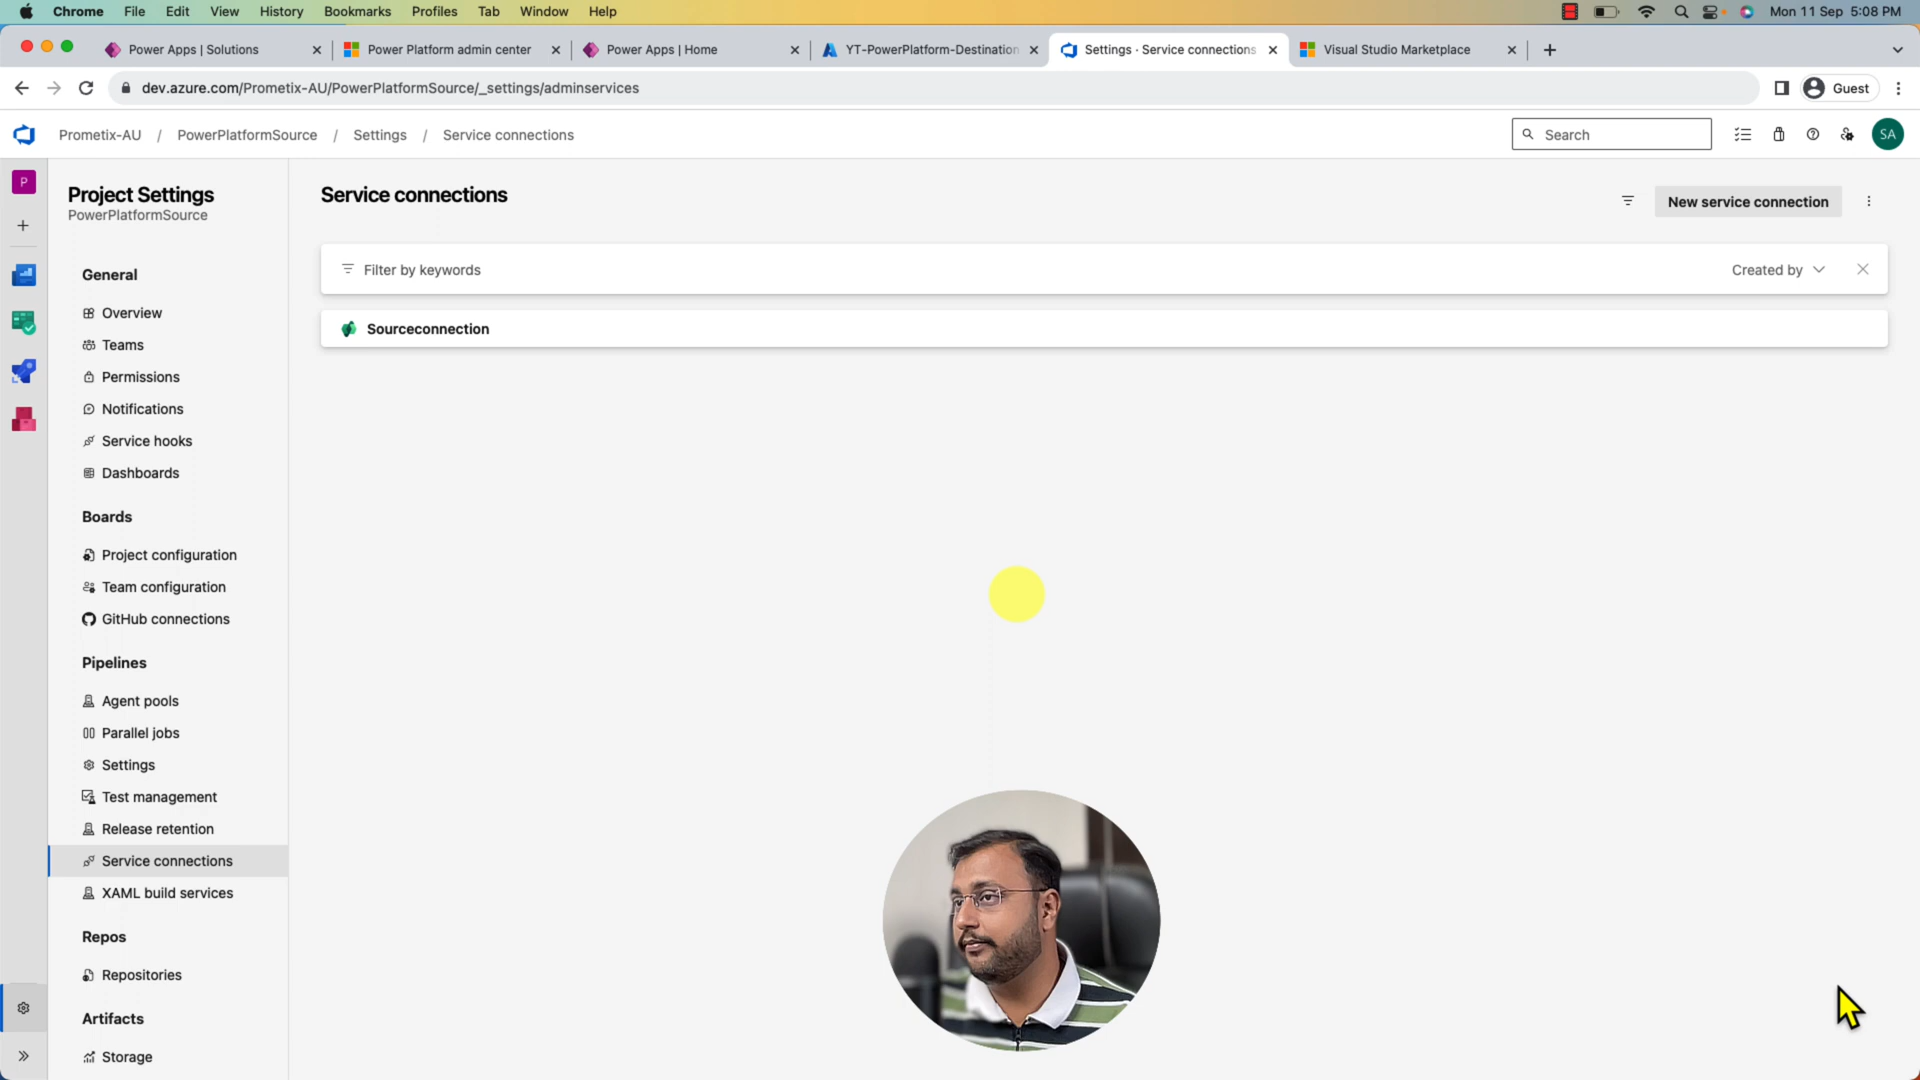 Chrome File Edit View History Bookmarks Profiles Tab Window Help Mon 11 Sep 5:08 PM
Power Apps | Solutions Power Platform admin center Power Apps | Home YT-PowerPlatform-Destination Settings · Service connections Visual Studio Marketplace
dev.azure.com/Prometix-AU/PowerPlatformSource/_settings/adminservices Guest
Prometix-AU / PowerPlatformSource / Settings / Service connections Search SA
P
Project Settings
PowerPlatformSource
General
Overview
Teams
Permissions
Notifications
Service hooks
Dashboards
Boards
Project configuration
Team configuration
GitHub connections
Pipelines
Agent pools
Parallel jobs
Settings
Test management
Release retention
Service connections
XAML build services
Repos
Repositories
Artifacts
Storage
Service connections
New service connection
Filter by keywords Created by
Sourceconnection